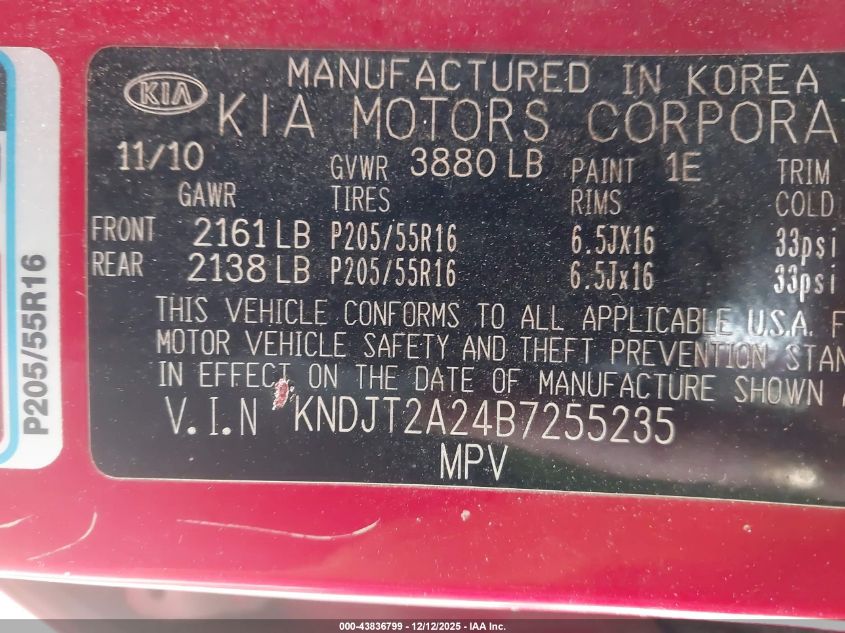 MANUFACTURED IN KOREA
KIA KIA MOTORS CORPORAT
11/10 GVWR 3880 LB PAINT 1E TRIM
GAWR TIRES RIMS COLD
FRONT 2161 LB P205/55R16 6.5JX16 33psi
REAR 2138 LB P205/55R16 6.5Jx16 33psi
THIS VEHICLE CONFORMS TO ALL APPLICABLE U.S.A. F
MOTOR VEHICLE SAFETY AND THEFT PREVENTION STAN
IN EFFECT ON THE DATE OF MANUFACTURE SHOWN
V.I.N KNDJT2A24B7255235
MPV
P205/55R16
000-43836799 - 12/12/2025 - IAA Inc.